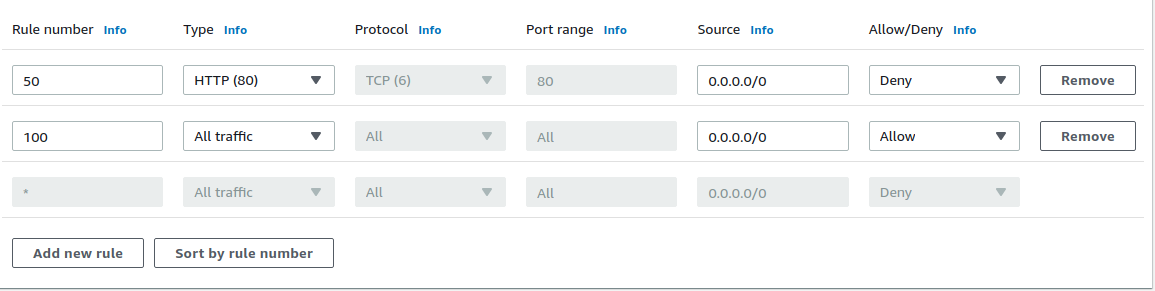 Rule number Info Type Info Protocol Info Port range Info Source Info Allow/Deny Info
50 HTTP (80) TCP (6) 80 0.0.0.0/0 Deny Remove
100 All traffic All All 0.0.0.0/0 Allow Remove
* All traffic All All 0.0.0.0/0 Deny
Add new rule Sort by rule number